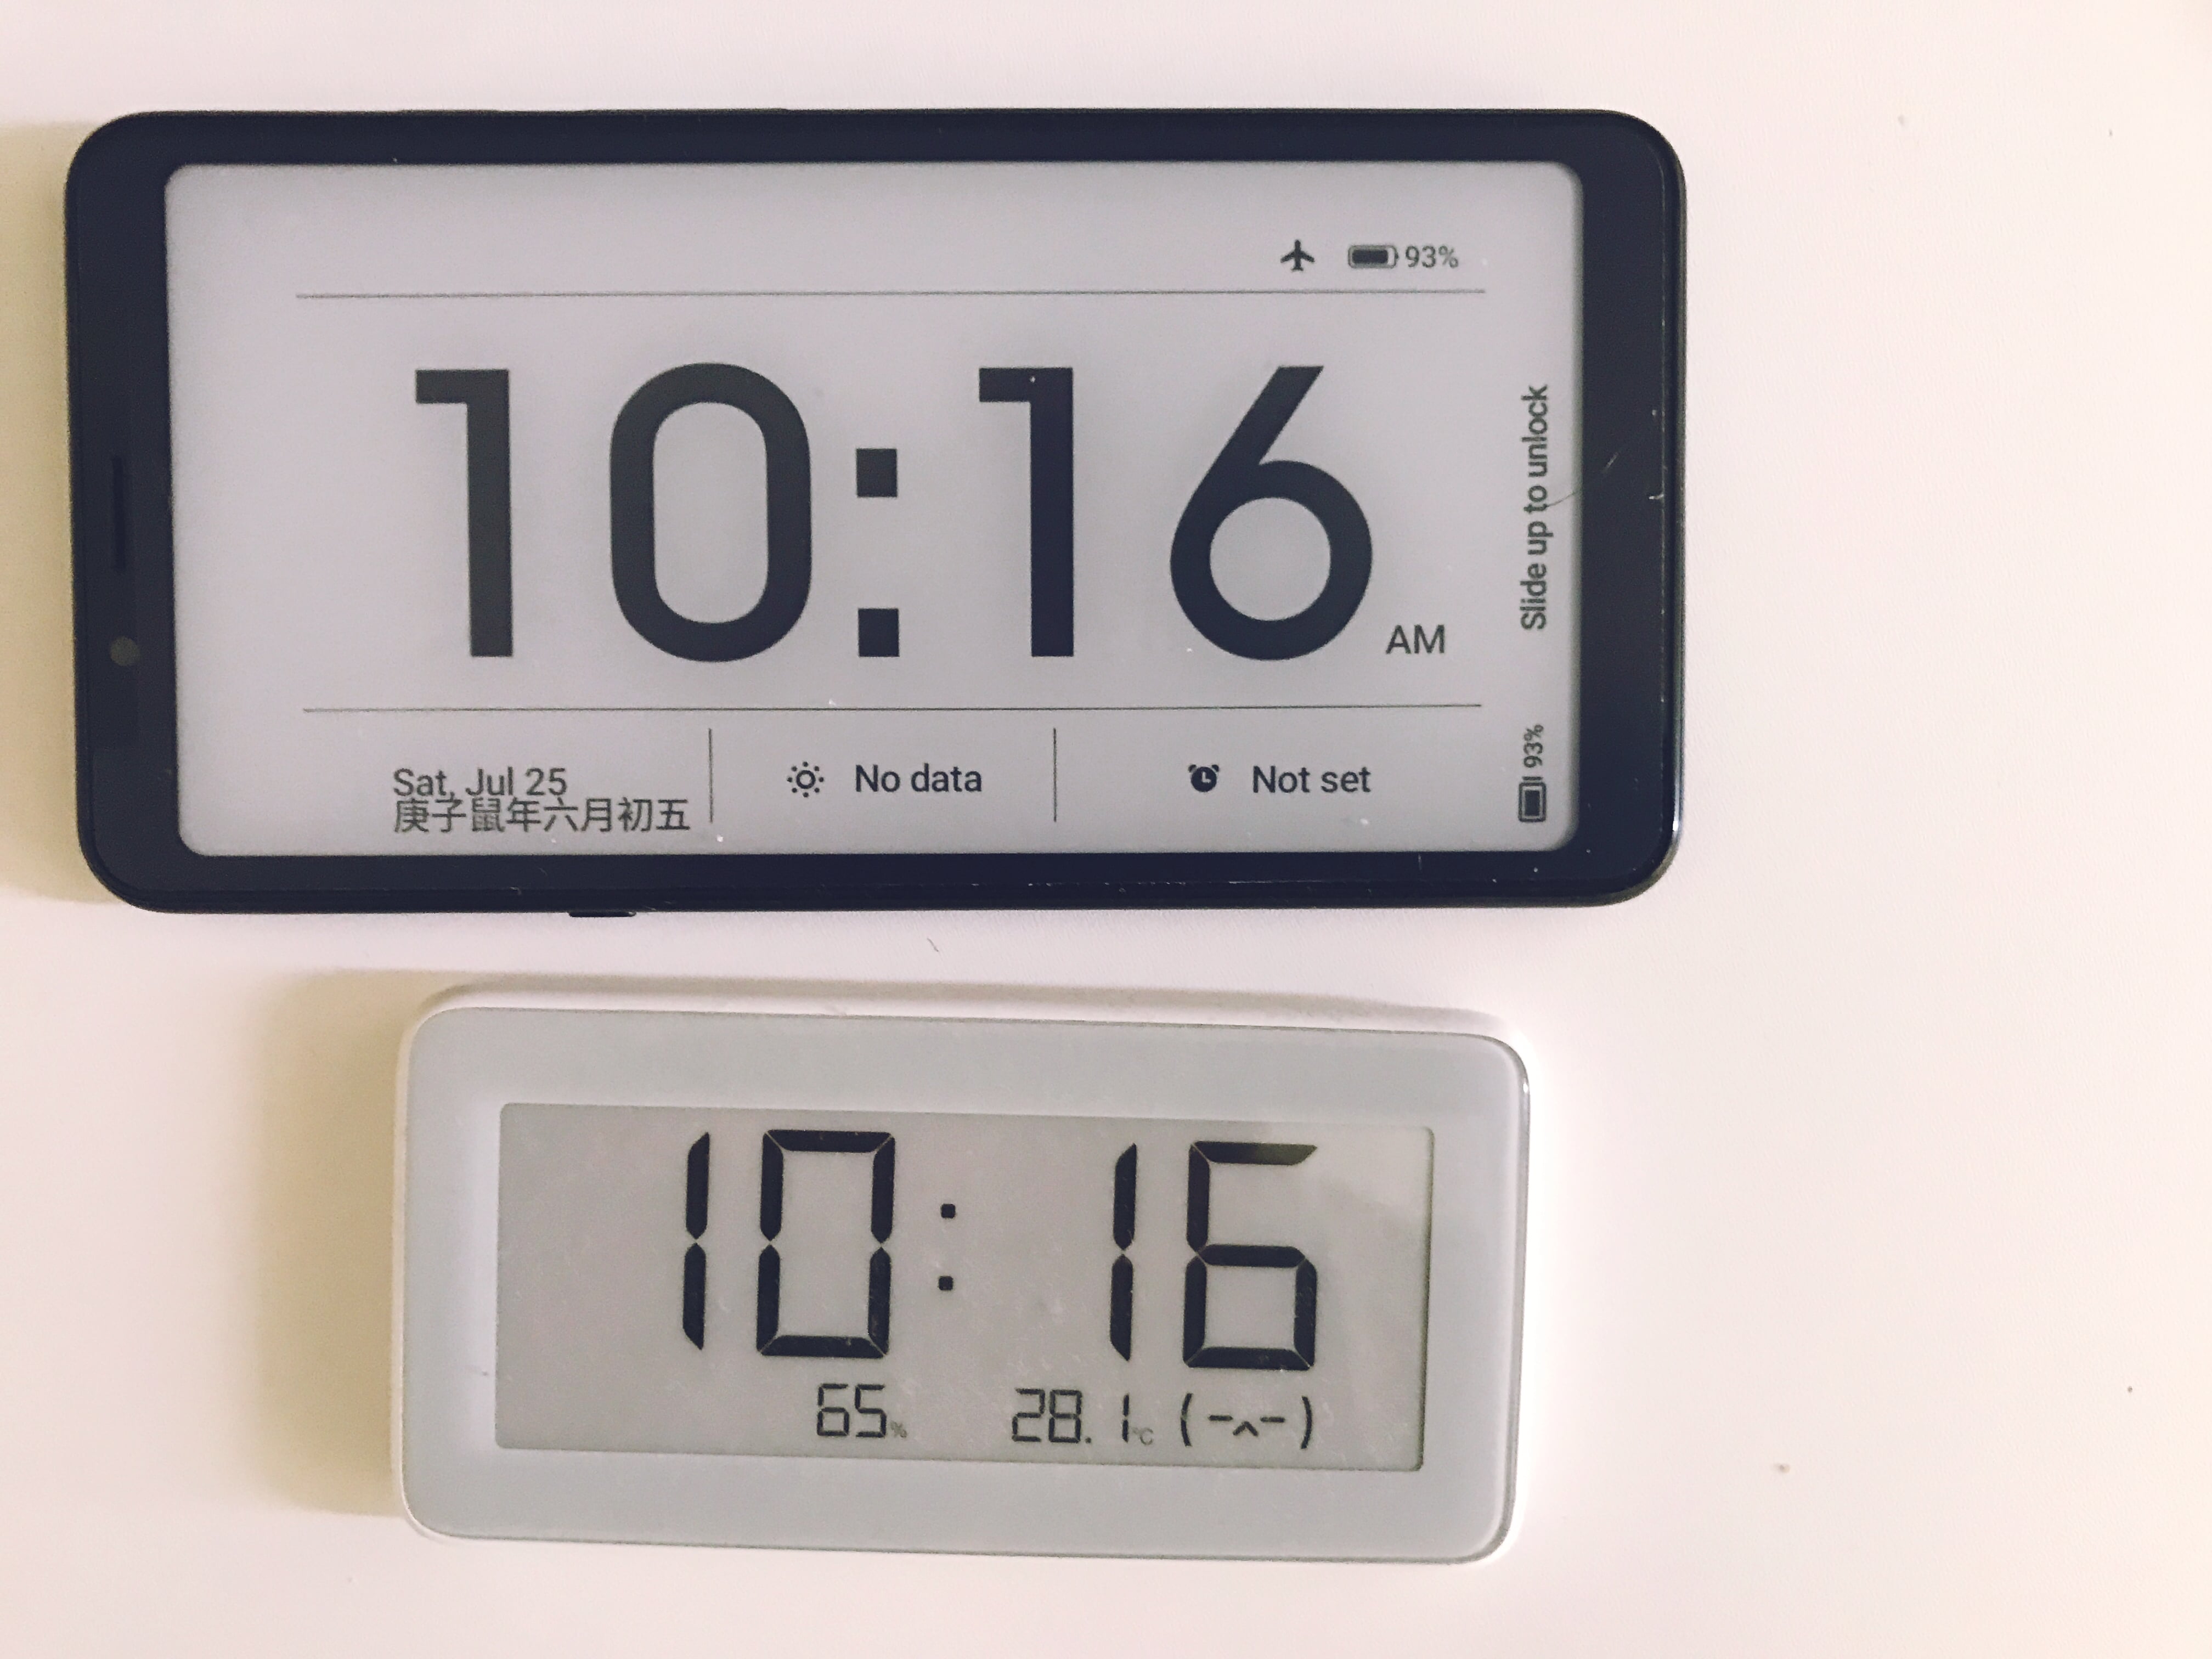 93%
10:16 AM
Sat, Jul 25
庚子鼠年六月初五
No data
Not set
Slide up to unlock
93%
10:16
65%
28.1°C (-^-)